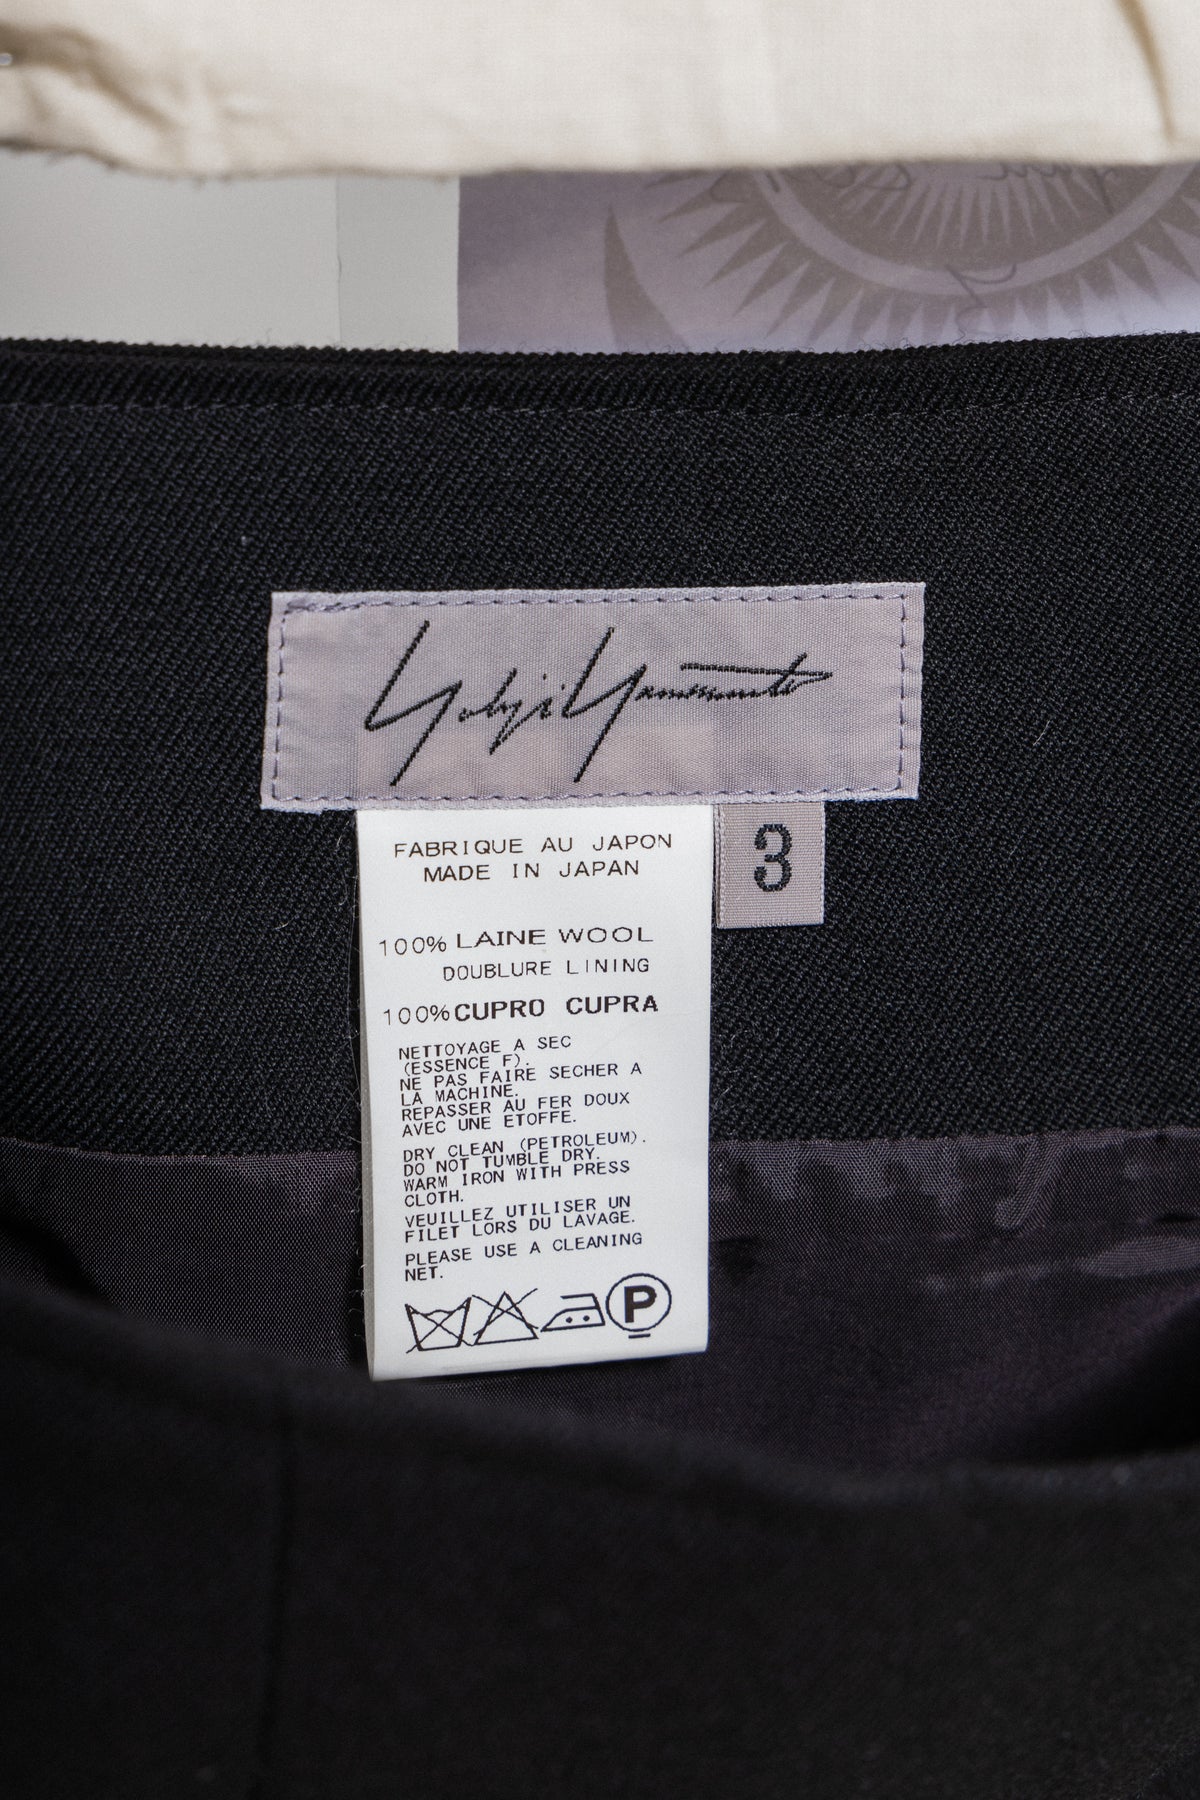 Yohji Yamamoto
3
FABRIQUE AU JAPON
MADE IN JAPAN
100% LAINE WOOL
DOUBLURE LINING
100% CUPRO CUPRA
NETTOYAGE A SEC
(ESSENCE F).
NE PAS FAIRE SECHER A
LA MACHINE.
REPASSER AU FER DOUX
AVEC UNE ETOFFE.
DRY CLEAN (PETROLEUM).
DO NOT TUMBLE DRY.
WARM IRON WITH PRESS
CLOTH.
VEUILLEZ UTILISER UN
FILET LORS DU LAVAGE.
PLEASE USE A CLEANING
NET.
P